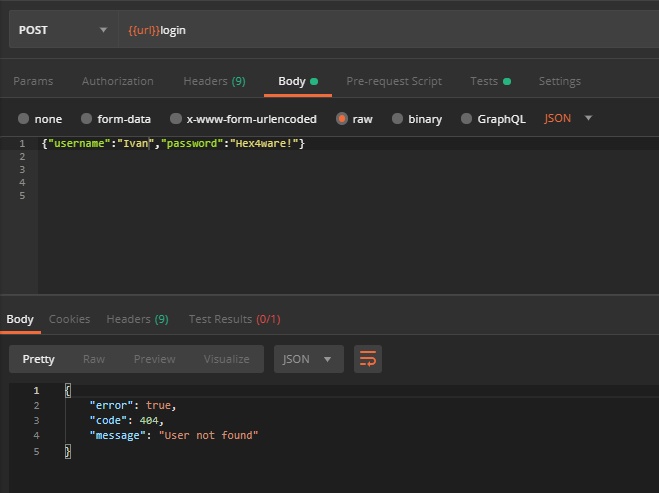 POST {{url}}login
Params Authorization Headers (9) Body Pre-request Script Tests Settings
none form-data x-www-form-urlencoded raw binary GraphQL JSON
1 {"username":"Ivan","password":"Hex4ware!"}
2
3
4
5
Body Cookies Headers (9) Test Results (0/1)
Pretty Raw Preview Visualize JSON
1 {
2 "error": true,
3 "code": 404,
4 "message": "User not found"
5 }